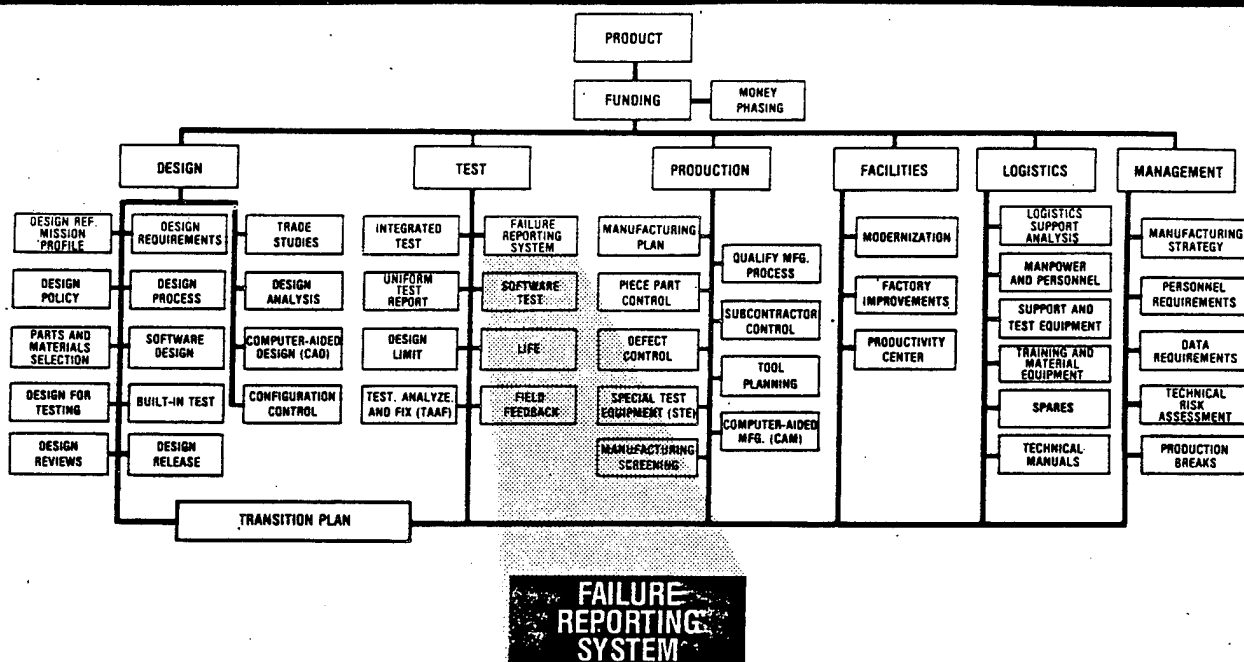 PRODUCT
FUNDING
MONEY
PHASING
DESIGN
TEST
PRODUCTION
FACILITIES
LOGISTICS
MANAGEMENT
DESIGN REF.
MISSION
PROFILE
DESIGN
POLICY
PARTS AND
MATERIALS
SELECTION
DESIGN FOR
TESTING
DESIGN
REVIEWS
DESIGN
REQUIREMENTS
DESIGN
PROCESS
SOFTWARE
DESIGN
BUILT-IN TEST
DESIGN
RELEASE
TRADE
STUDIES
DESIGN
ANALYSIS
COMPUTER-AIDED
DESIGN (CAD)
CONFIGURATION
CONTROL
INTEGRATED
TEST
UNIFORM
TEST
REPORT
DESIGN
LIMIT
TEST, ANALYZE,
AND FIX (TAAF)
FAILURE
REPORTING
SYSTEM
SOFTWARE
TEST
LIFE
FIELD
FEEDBACK
MANUFACTURING
PLAN
PIECE PART
CONTROL
DEFECT
CONTROL
SPECIAL TEST
EQUIPMENT (STE)
MANUFACTURING
SCREENING
QUALIFY MFG.
PROCESS
SUBCONTRACTOR
CONTROL
TOOL
PLANNING
COMPUTER-AIDED
MFG. (CAM)
MODERNIZATION
FACTORY
IMPROVEMENTS
PRODUCTIVITY
CENTER
LOGISTICS
SUPPORT
ANALYSIS
MANPOWER
AND PERSONNEL
SUPPORT AND
TEST EQUIPMENT
TRAINING AND
MATERIAL
EQUIPMENT
SPARES
TECHNICAL
MANUALS
MANUFACTURING
STRATEGY
PERSONNEL
REQUIREMENTS
DATA
REQUIREMENTS
TECHNICAL
RISK
ASSESSMENT
PRODUCTION
BREAKS
TRANSITION PLAN
FAILURE
REPORTING
SYSTEM